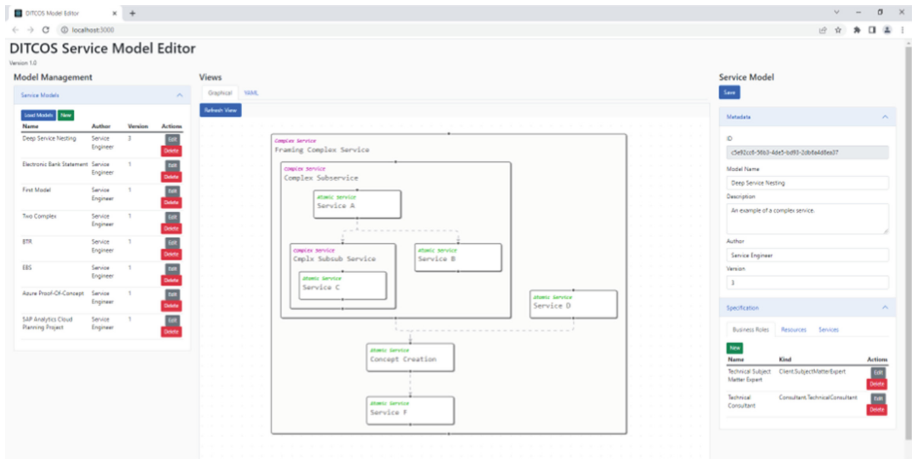 DITCOS Model Editor
localhost:3000
DITCOS Service Model Editor
Version 1.0
Model Management
Service Models
Load Models New
Name Author Version Actions
Deep Service Nesting Service Engineer 3 Edit Delete
Electronic Bank Statement Service Engineer 1 Edit Delete
First Model Service Engineer 1 Edit Delete
Two Complex Service Engineer 1 Edit Delete
BTR Service Engineer 1 Edit Delete
EBS Service Engineer 1 Edit Delete
Azure Proof-Of-Concept Service Engineer 1 Edit Delete
SAP Analytics Cloud Planning Project Service Engineer 1 Edit Delete
Views
Graphical YAML
Refresh View
Complex Service
Framing Complex Service
Complex Service
Complex Subservice
Atomic Service
Service A
Complex Service
Cmplx Subsub Service
Atomic Service
Service C
Atomic Service
Service B
Atomic Service
Service D
Atomic Service
Concept Creation
Atomic Service
Service F
Service Model
Save
Metadata
ID
Model Name
Deep Service Nesting
Description
An example of a complex service.
Author
Service Engineer
Version
3
Specification
Business Roles Resources Services
New
Name Kind Actions
Technical Subject Matter Expert Client.SubjectMatterExpert Edit Delete
Technical Consultant Consultant.TechnicalConsultant Edit Delete